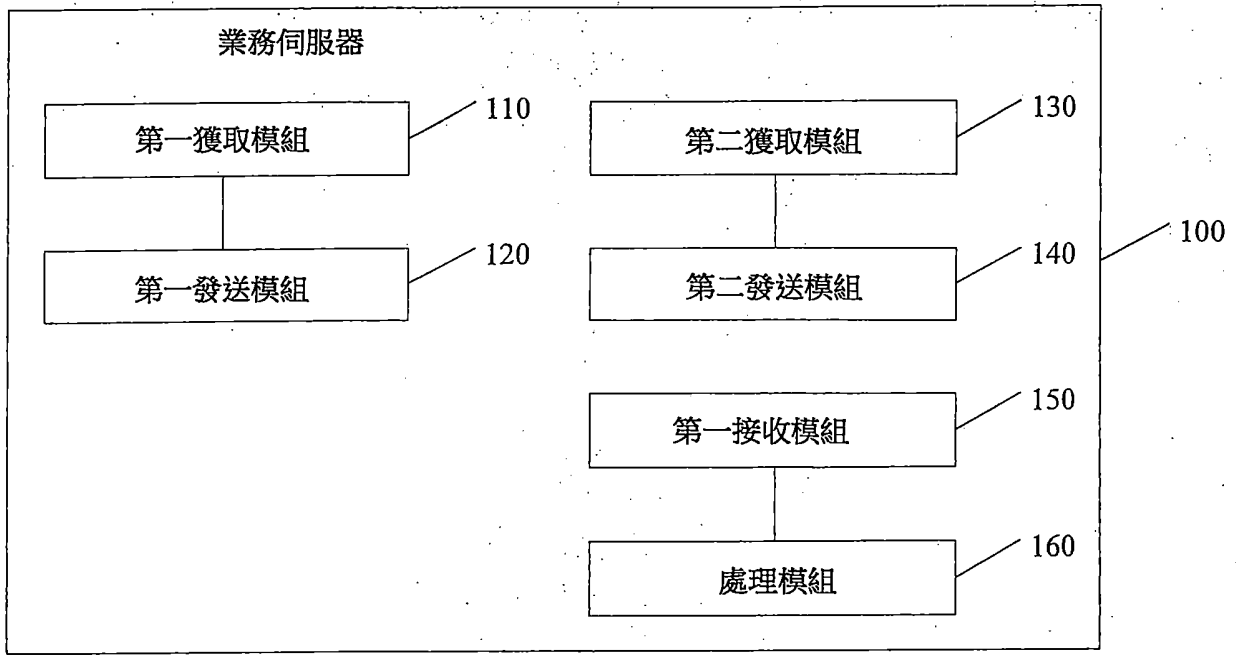 業務伺服器
第一獲取模組
110
第二獲取模組
130
第一發送模組
120
第二發送模組
140
100
第一接收模組
150
處理模組
160